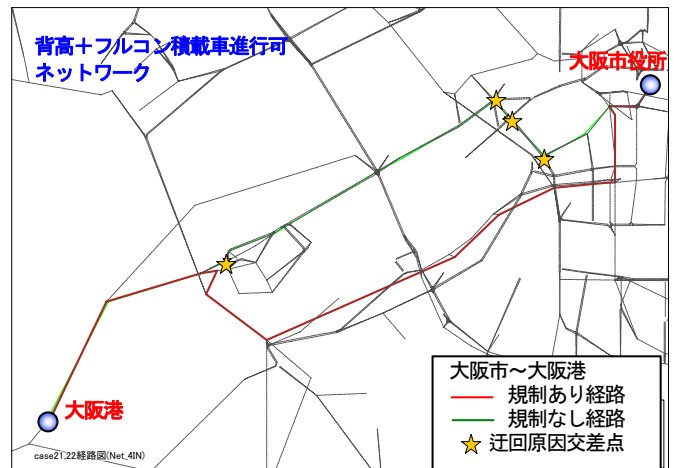 背高＋フルコン積載車進行可
ネットワーク
大阪市役所
大阪港
大阪市～大阪港
規制あり経路
規制なし経路
迂回原因交差点
case21,22経路図(Net_4IN)